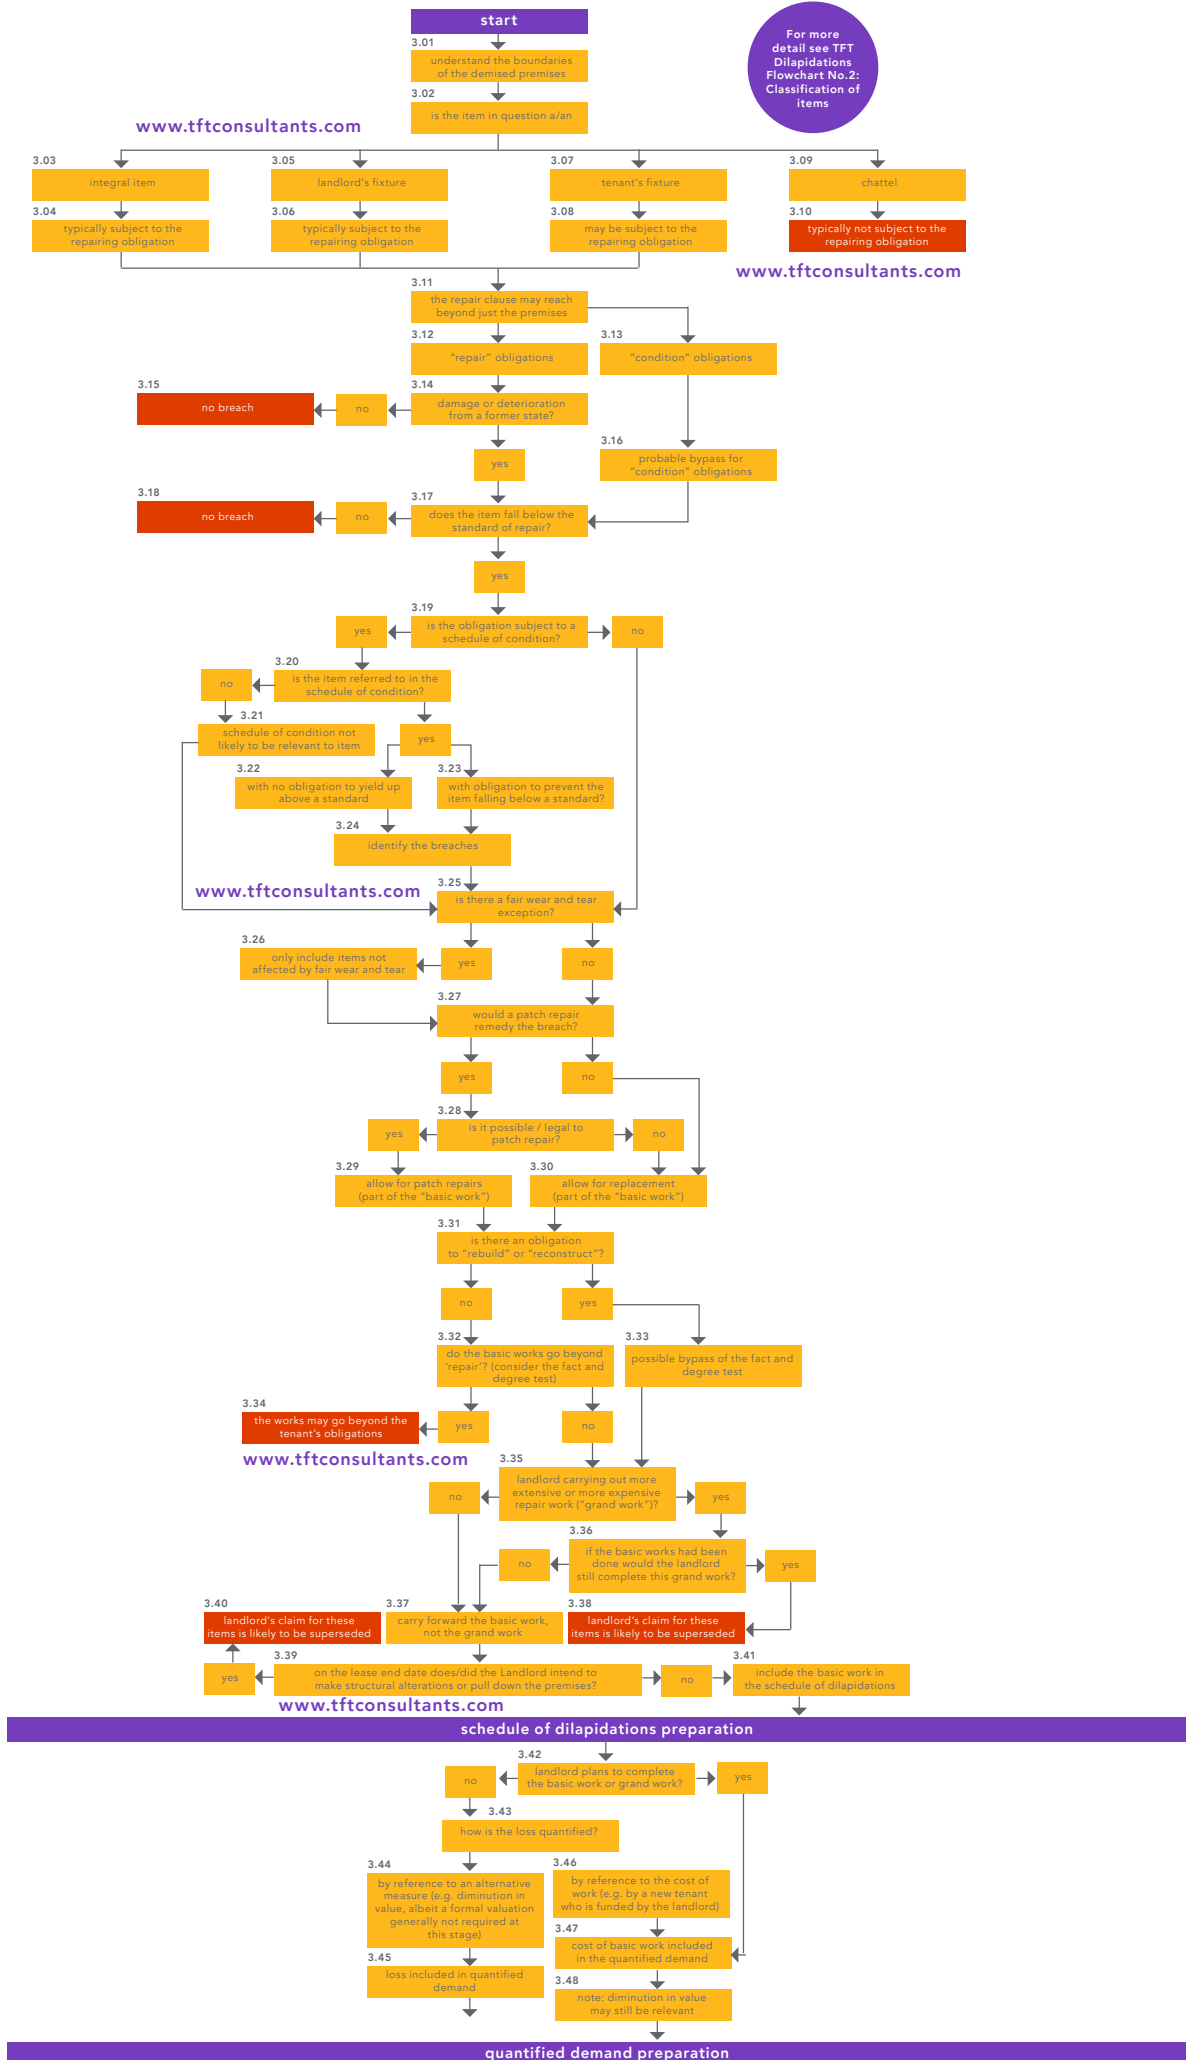 start
For more
detail see TFT
Dilapidations
Flowchart No.2:
Classification of
items
3.01
understand the boundaries
of the demised premises
3.02
is the item in question a/an
www.tftconsultants.com
3.03
integral item
3.05
landlord's fixture
3.07
tenant's fixture
3.09
chattel
3.04
typically subject to the
repairing obligation
3.06
typically subject to the
repairing obligation
3.08
may be subject to the
repairing obligation
3.10
typically not subject to the
repairing obligation
www.tftconsultants.com
3.11
the repair clause may reach
beyond just the premises
3.12
"repair" obligations
3.13
"condition" obligations
3.15
no breach
no
3.14
damage or deterioration
from a former state?
yes
3.16
probable bypass for
"condition" obligations
3.18
no breach
no
3.17
does the item fall below the
standard of repair?
yes
yes
3.19
is the obligation subject to a
schedule of condition?
no
no
3.20
is the item referred to in the
schedule of condition?
3.21
schedule of condition not
likely to be relevant to item
yes
3.22
with no obligation to yield up
above a standard
3.23
with obligation to prevent the
item falling below a standard?
3.24
identify the breaches
www.tftconsultants.com
3.25
is there a fair wear and tear
exception?
3.26
only include items not
affected by fair wear and tear
yes
no
3.27
would a patch repair
remedy the breach?
yes
no
yes
3.28
is it possible / legal to
patch repair?
no
3.29
allow for patch repairs
(part of the "basic work")
3.30
allow for replacement
(part of the "basic work")
3.31
is there an obligation
to "rebuild" or "reconstruct"?
no
yes
3.32
do the basic works go beyond
'repair'? (consider the fact and
degree test)
3.33
possible bypass of the fact and
degree test
3.34
the works may go beyond the
tenant's obligations
yes
no
www.tftconsultants.com
no
3.35
landlord carrying out more
extensive or more expensive
repair work ("grand work")?
yes
no
3.36
if the basic works had been
done would the landlord
still complete this grand work?
yes
3.40
landlord's claim for these
items is likely to be superseded
3.37
carry forward the basic work,
not the grand work
3.38
landlord's claim for these
items is likely to be superseded
yes
3.39
on the lease end date does/did the Landlord intend to
make structural alterations or pull down the premises?
no
3.41
include the basic work in
the schedule of dilapidations
www.tftconsultants.com
schedule of dilapidations preparation
no
3.42
landlord plans to complete
the basic work or grand work?
yes
3.43
how is the loss quantified?
3.44
by reference to an alternative
measure (e.g. diminution in
value, albeit a formal valuation
generally not required at
this stage)
3.46
by reference to the cost of
work (e.g. by a new tenant
who is funded by the landlord)
3.47
cost of basic work included
in the quantified demand
3.45
loss included in quantified
demand
3.48
note: diminution in value
may still be relevant
quantified demand preparation